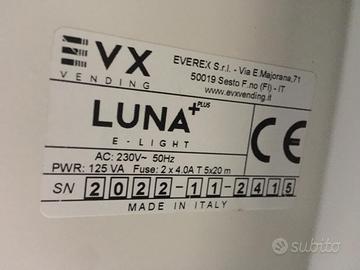 EVX
VENDING
EVEREX S.r.l. - Via E.Majorana,71
50019 Sesto F.no (FI) - IT
www.evxvending.it
LUNA+ PLUS
E-LIGHT
CE
AC: 230V~ 50Hz
PWR: 125 VA Fuse: 2 x 4.0A T 5x20 m
SN 2022-11-2415
MADE IN ITALY
subito